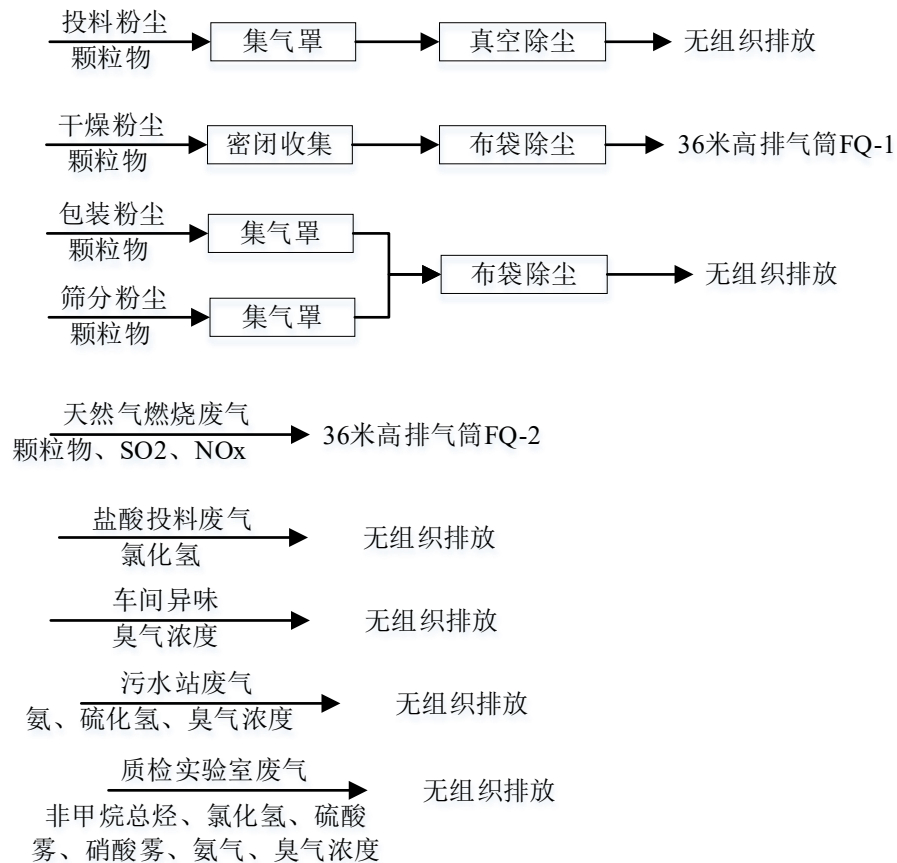 投料粉尘
颗粒物
集气罩
真空除尘
无组织排放
干燥粉尘
颗粒物
密闭收集
布袋除尘
36米高排气筒FQ-1
包装粉尘
颗粒物
集气罩
布袋除尘
无组织排放
筛分粉尘
颗粒物
集气罩
天然气燃烧废气
颗粒物、SO2、NOx
36米高排气筒FQ-2
盐酸投料废气
氯化氢
无组织排放
车间异味
臭气浓度
无组织排放
污水站废气
氨、硫化氢、臭气浓度
无组织排放
质检实验室废气
非甲烷总烃、氯化氢、硫酸
雾、硝酸雾、氨气、臭气浓度
无组织排放